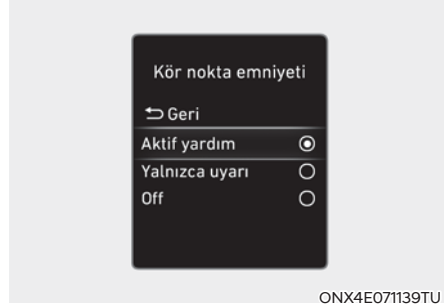 Kör nokta emniyeti
Geri
Aktif yardım
Yalnızca uyarı
Off
ONX4E071139TU